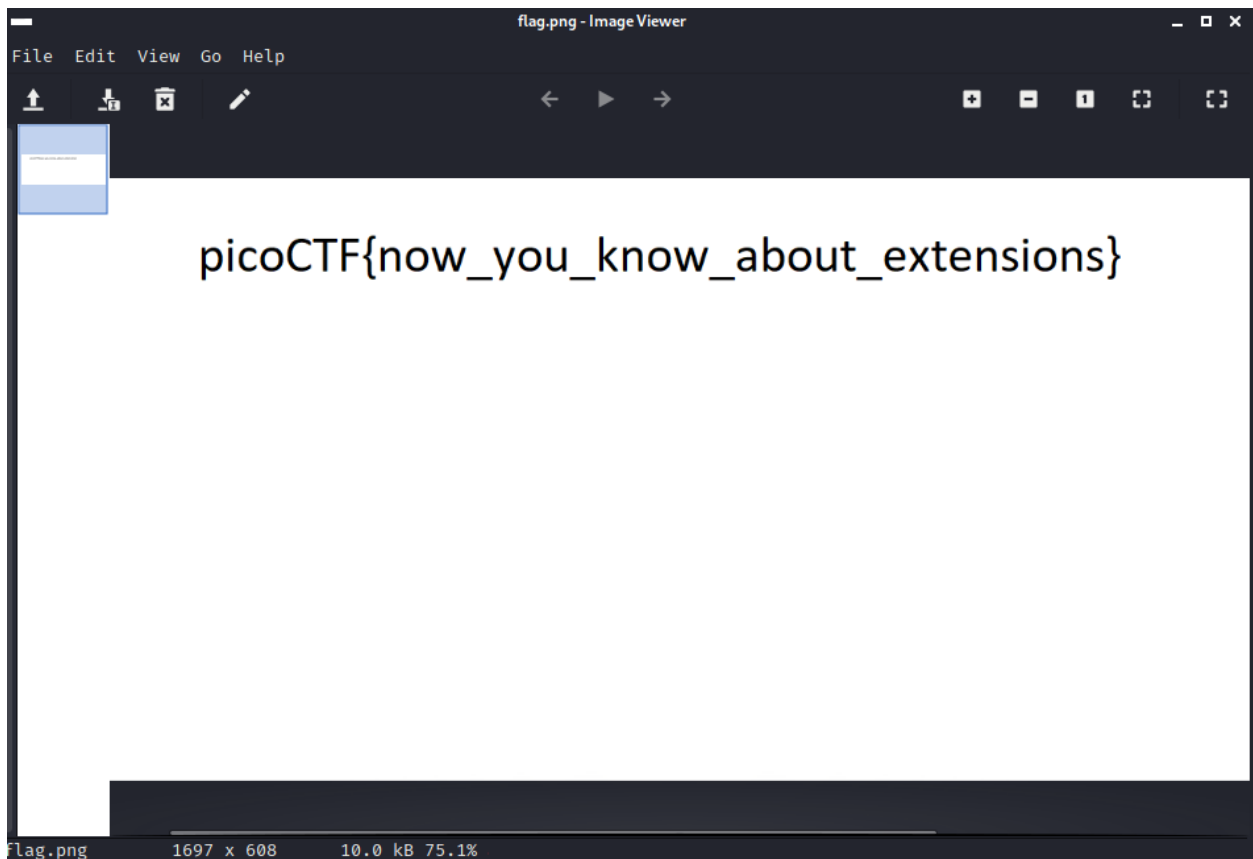 flag.png - Image Viewer
File Edit View Go Help
1
picoCTF{now_you_know_about_extensions}
flag.png 1697 x 608 10.0 kB 75.1%